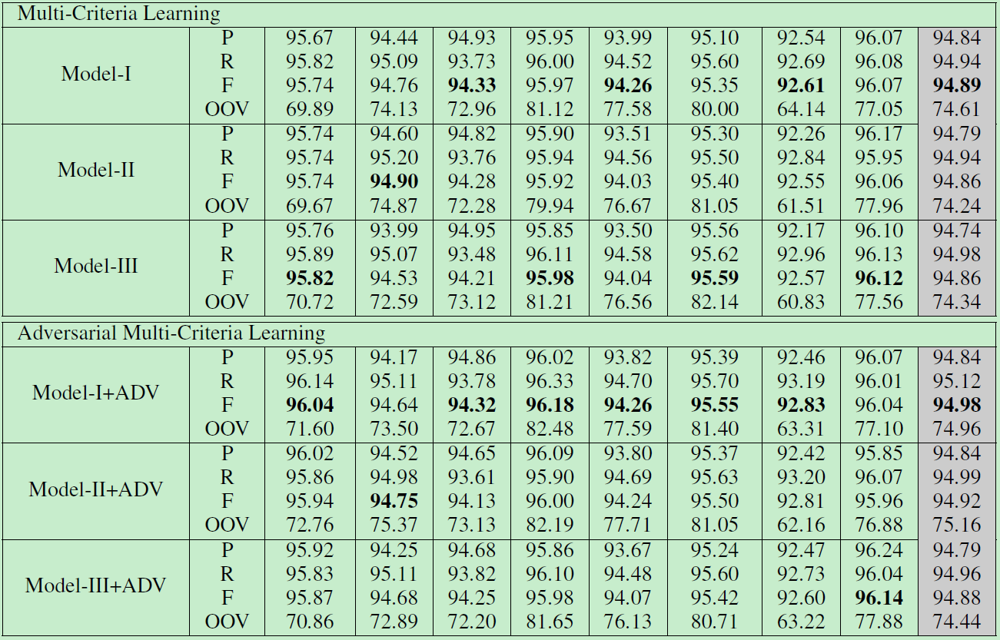 Multi-Criteria Learning
Model-I
P 95.67 94.44 94.93 95.95 93.99 95.10 92.54 96.07 94.84
R 95.82 95.09 93.73 96.00 94.52 95.60 92.69 96.08 94.94
F 95.74 94.76 94.33 95.97 94.26 95.35 92.61 96.07 94.89
OOV 69.89 74.13 72.96 81.12 77.58 80.00 64.14 77.05 74.61
Model-II
P 95.74 94.60 94.82 95.90 93.51 95.30 92.26 96.17 94.79
R 95.74 95.20 93.76 95.94 94.56 95.50 92.84 95.95 94.94
F 95.74 94.90 94.28 95.92 94.03 95.40 92.55 96.06 94.86
OOV 69.67 74.87 72.28 79.94 76.67 81.05 61.51 77.96 74.24
Model-III
P 95.76 93.99 94.95 95.85 93.50 95.56 92.17 96.10 94.74
R 95.89 95.07 93.48 96.11 94.58 95.62 92.96 96.13 94.98
F 95.82 94.53 94.21 95.98 94.04 95.59 92.57 96.12 94.86
OOV 70.72 72.59 73.12 81.21 76.56 82.14 60.83 77.56 74.34
Adversarial Multi-Criteria Learning
Model-I+ADV
P 95.95 94.17 94.86 96.02 93.82 95.39 92.46 96.07 94.84
R 96.14 95.11 93.78 96.33 94.70 95.70 93.19 96.01 95.12
F 96.04 94.64 94.32 96.18 94.26 95.55 92.83 96.04 94.98
OOV 71.60 73.50 72.67 82.48 77.59 81.40 63.31 77.10 74.96
Model-II+ADV
P 96.02 94.52 94.65 96.09 93.80 95.37 92.42 95.85 94.84
R 95.86 94.98 93.61 95.90 94.69 95.63 93.20 96.07 94.99
F 95.94 94.75 94.13 96.00 94.24 95.50 92.81 95.96 94.92
OOV 72.76 75.37 73.13 82.19 77.71 81.05 62.16 76.88 75.16
Model-III+ADV
P 95.92 94.25 94.68 95.86 93.67 95.24 92.47 96.24 94.79
R 95.83 95.11 93.82 96.10 94.48 95.60 92.73 96.04 94.96
F 95.87 94.68 94.25 95.98 94.07 95.42 92.60 96.14 94.88
OOV 70.86 72.89 72.20 81.65 76.13 80.71 63.22 77.88 74.44